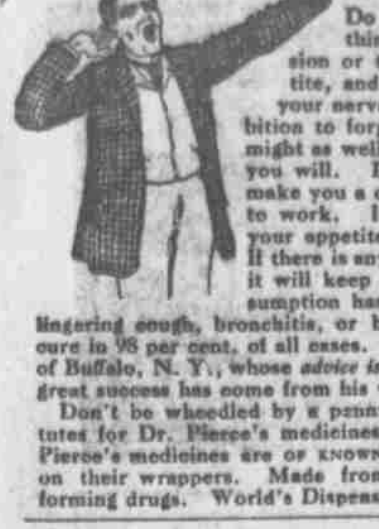 Do
thin
sion or
tite, and
your nerv
bition to forg
might as well
you will.
make you a
to work. I
your appetite
If there is any
it will keep
sumption has
lingering cough, bronchitis, or b
cure in 98 per cent. of all cases.
of Buffalo, N. Y., whose advice is
great success has come from his
Don't be wheedled by a penny
tutes for Dr. Pierce's medicines
Pierce's medicines are OF KNOWN
on their wrappers. Made from
forming drugs. World's Dispens